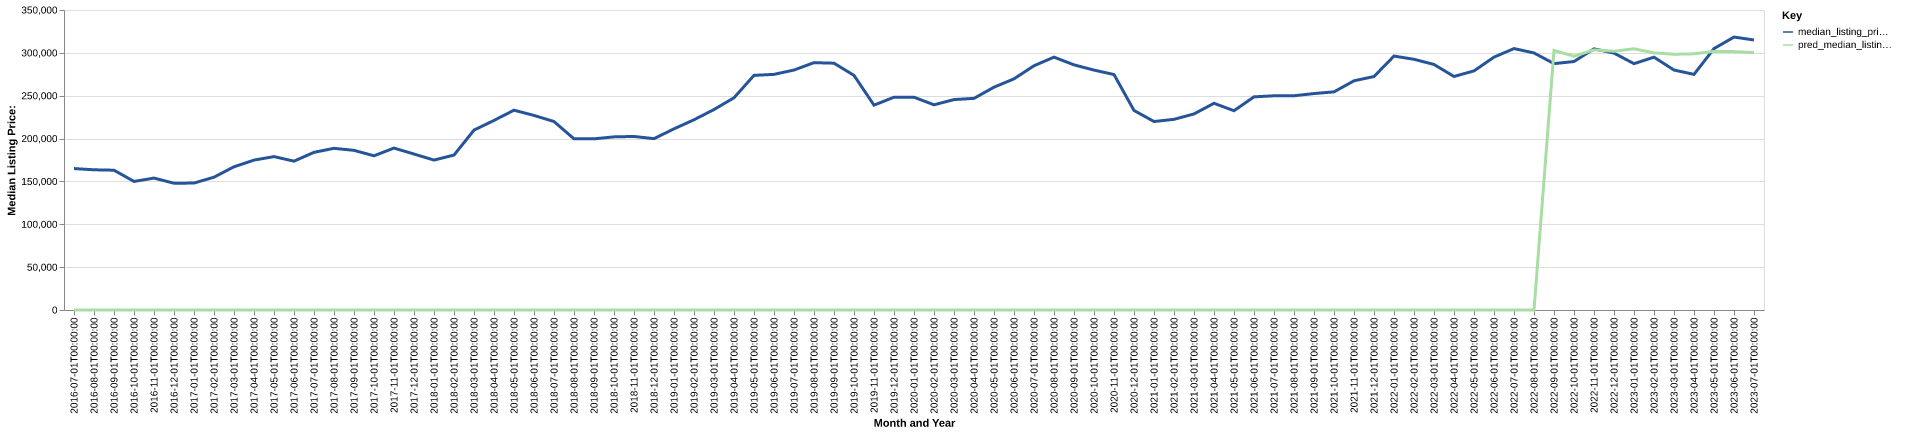 350,000
300,000
250,000
200,000
150,000
100,000
50,000
0
Median Listing Price:
2016-07-01T00:00:00
2016-08-01T00:00:00
2016-09-01T00:00:00
2016-10-01T00:00:00
2016-11-01T00:00:00
2016-12-01T00:00:00
2017-01-01T00:00:00
2017-02-01T00:00:00
2017-03-01T00:00:00
2017-04-01T00:00:00
2017-05-01T00:00:00
2017-06-01T00:00:00
2017-07-01T00:00:00
2017-08-01T00:00:00
2017-09-01T00:00:00
2017-10-01T00:00:00
2017-11-01T00:00:00
2017-12-01T00:00:00
2018-01-01T00:00:00
2018-02-01T00:00:00
2018-03-01T00:00:00
2018-04-01T00:00:00
2018-05-01T00:00:00
2018-06-01T00:00:00
2018-07-01T00:00:00
2018-08-01T00:00:00
2018-09-01T00:00:00
2018-10-01T00:00:00
2018-11-01T00:00:00
2018-12-01T00:00:00
2019-01-01T00:00:00
2019-02-01T00:00:00
2019-03-01T00:00:00
2019-04-01T00:00:00
2019-05-01T00:00:00
2019-06-01T00:00:00
2019-07-01T00:00:00
2019-08-01T00:00:00
2019-09-01T00:00:00
2019-10-01T00:00:00
2019-11-01T00:00:00
2019-12-01T00:00:00
2020-01-01T00:00:00
2020-02-01T00:00:00
2020-03-01T00:00:00
2020-04-01T00:00:00
2020-05-01T00:00:00
2020-06-01T00:00:00
2020-07-01T00:00:00
2020-08-01T00:00:00
2020-09-01T00:00:00
2020-10-01T00:00:00
2020-11-01T00:00:00
2020-12-01T00:00:00
2021-01-01T00:00:00
2021-02-01T00:00:00
2021-03-01T00:00:00
2021-04-01T00:00:00
2021-05-01T00:00:00
2021-06-01T00:00:00
2021-07-01T00:00:00
2021-08-01T00:00:00
2021-09-01T00:00:00
2021-10-01T00:00:00
2021-11-01T00:00:00
2021-12-01T00:00:00
2022-01-01T00:00:00
2022-02-01T00:00:00
2022-03-01T00:00:00
2022-04-01T00:00:00
2022-05-01T00:00:00
2022-06-01T00:00:00
2022-07-01T00:00:00
2022-08-01T00:00:00
2022-09-01T00:00:00
2022-10-01T00:00:00
2022-11-01T00:00:00
2022-12-01T00:00:00
2023-01-01T00:00:00
2023-02-01T00:00:00
2023-03-01T00:00:00
2023-04-01T00:00:00
2023-05-01T00:00:00
2023-06-01T00:00:00
2023-07-01T00:00:00
Month and Year
Key
median_listing_pri…
pred_median_listin…